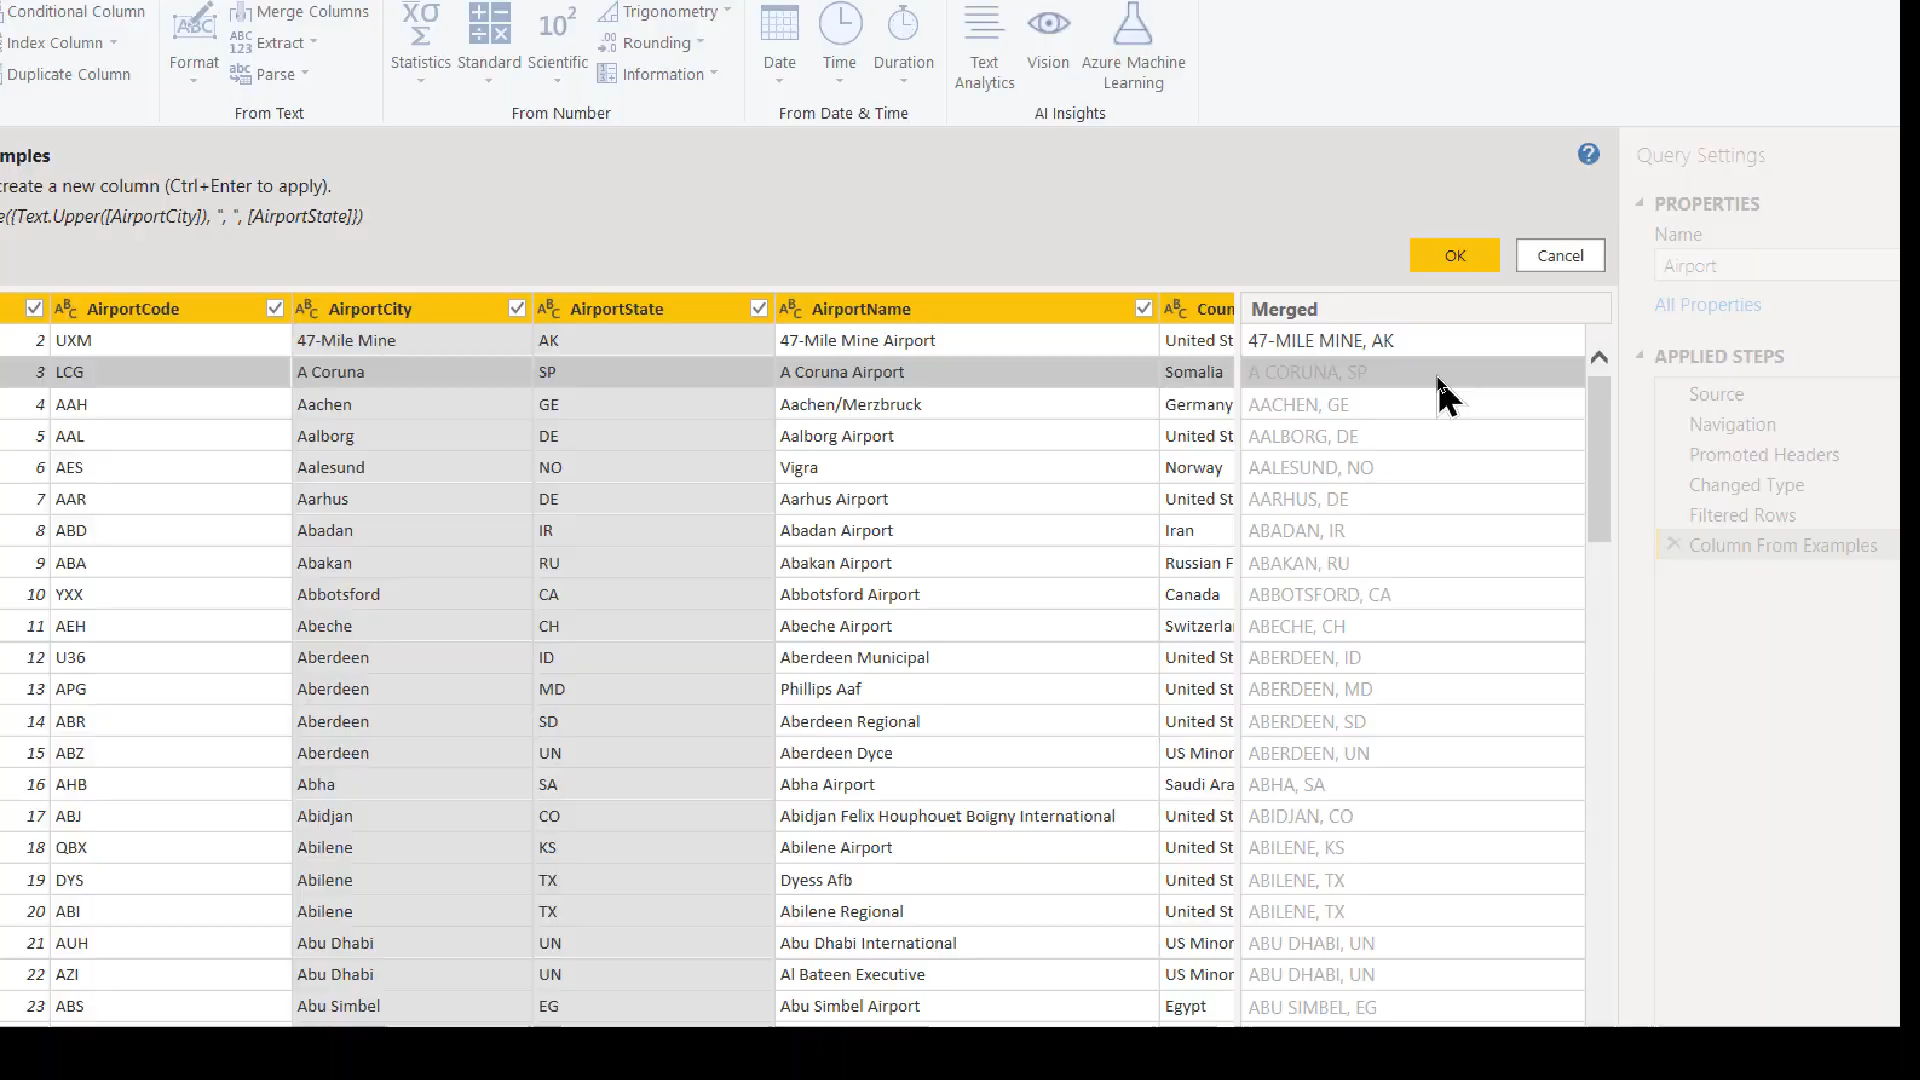 Conditional Column
Index Column
Duplicate Column
ABC
Format
Merge Columns
ABC
123
Extract
abc
Parse
From Text
Χσ
Σ
Statistics
Standard
10²
Scientific
Trigonometry
.00
.0
Rounding
Information
From Number
Date
Time
Duration
From Date & Time
Text
Analytics
Vision
Azure Machine
Learning
AI Insights
mples
create a new column (Ctrl+Enter to apply).
e({Text.Upper([AirportCity]), ", ", [AirportState]})
?
OK Cancel
ABC AirportCode ABC AirportCity ABC AirportState ABC AirportName ABC Coun Merged
2 UXM 47-Mile Mine AK 47-Mile Mine Airport United St 47-MILE MINE, AK
3 LCG A Coruna SP A Coruna Airport Somalia A CORUNA, SP
4 AAH Aachen GE Aachen/Merzbruck Germany AACHEN, GE
5 AAL Aalborg DE Aalborg Airport United St AALBORG, DE
6 AES Aalesund NO Vigra Norway AALESUND, NO
7 AAR Aarhus DE Aarhus Airport United St AARHUS, DE
8 ABD Abadan IR Abadan Airport Iran ABADAN, IR
9 ABA Abakan RU Abakan Airport Russian F ABAKAN, RU
10 YXX Abbotsford CA Abbotsford Airport Canada ABBOTSFORD, CA
11 AEH Abeche CH Abeche Airport Switzerla ABECHE, CH
12 U36 Aberdeen ID Aberdeen Municipal United St ABERDEEN, ID
13 APG Aberdeen MD Phillips Aaf United St ABERDEEN, MD
14 ABR Aberdeen SD Aberdeen Regional United St ABERDEEN, SD
15 ABZ Aberdeen UN Aberdeen Dyce US Minor ABERDEEN, UN
16 AHB Abha SA Abha Airport Saudi Ara ABHA, SA
17 ABJ Abidjan CO Abidjan Felix Houphouet Boigny International United St ABIDJAN, CO
18 QBX Abilene KS Abilene Airport United St ABILENE, KS
19 DYS Abilene TX Dyess Afb United St ABILENE, TX
20 ABI Abilene TX Abilene Regional United St ABILENE, TX
21 AUH Abu Dhabi UN Abu Dhabi International US Minor ABU DHABI, UN
22 AZI Abu Dhabi UN Al Bateen Executive US Minor ABU DHABI, UN
23 ABS Abu Simbel EG Abu Simbel Airport Egypt ABU SIMBEL, EG
Query Settings
PROPERTIES
Name
Airport
All Properties
APPLIED STEPS
Source
Navigation
Promoted Headers
Changed Type
Filtered Rows
Column From Examples